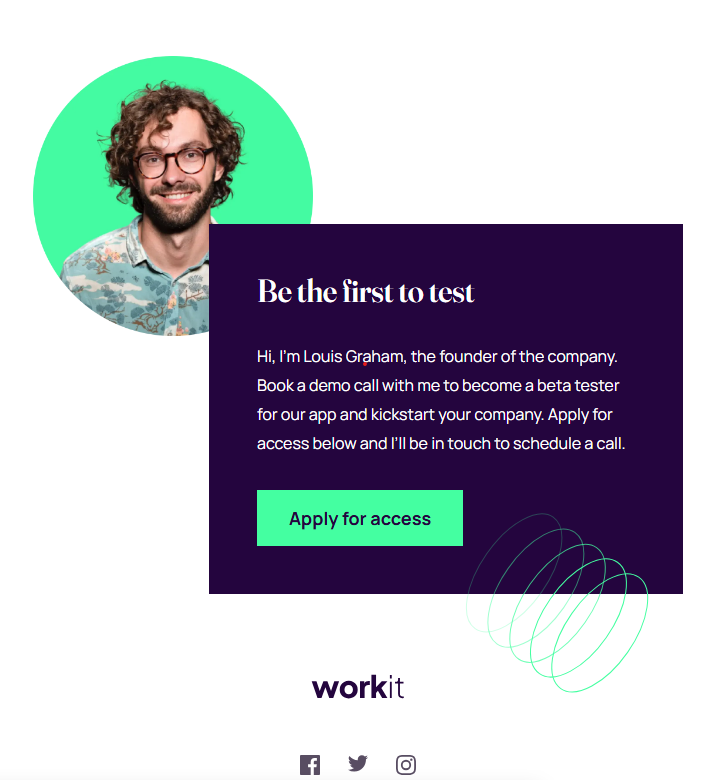 Be the first to test
Hi, I'm Louis Graham, the founder of the company.
Book a demo call with me to become a beta tester
for our app and kickstart your company. Apply for
access below and I'll be in touch to schedule a call.
Apply for access
workit